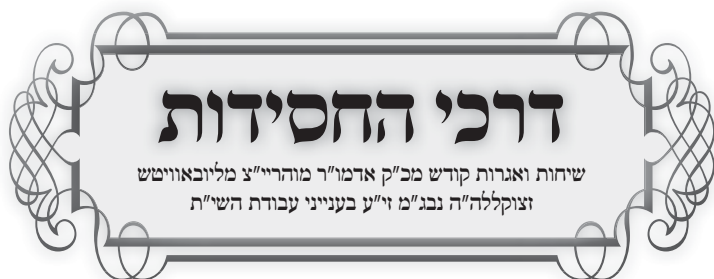 דרכי החסידות
שיחות ואגרות קודש מכ"ק אדמו"ר מוהריי"צ מליובאוויטש
זצוקללה"ה נבג"מ זי"ע בענייני עבודת השי"ת